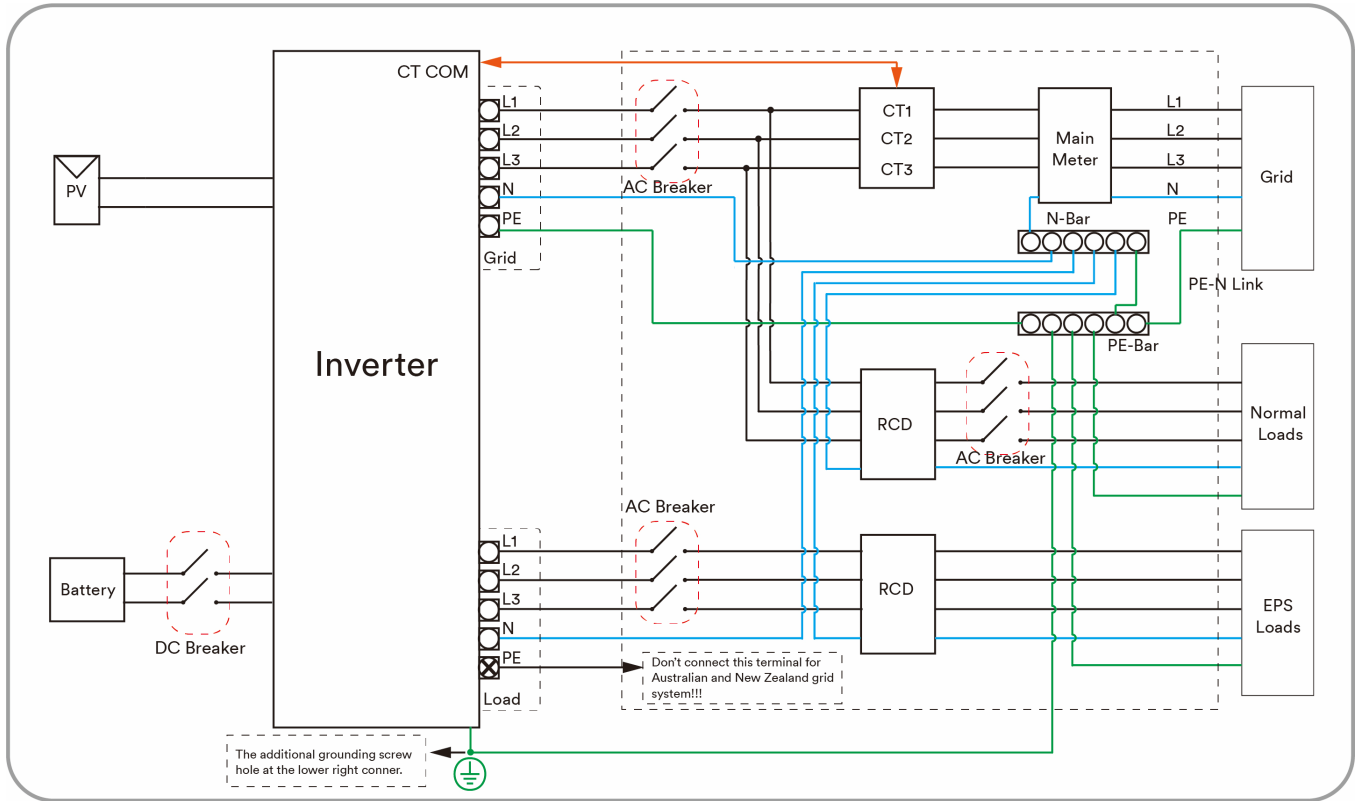 CT COM
L1
L2
L3
N
PE
Grid
AC Breaker
CT1
CT2
CT3
Main
Meter
L1
L2
L3
N
PE
Grid
N-Bar
PE-N Link
PE-Bar
PV
Inverter
RCD
AC Breaker
Normal
Loads
AC Breaker
L1
L2
L3
N
PE
Load
RCD
EPS
Loads
Battery
DC Breaker
Don't connect this terminal for
Australian and New Zealand grid
system!!!
The additional grounding screw
hole at the lower right conner.